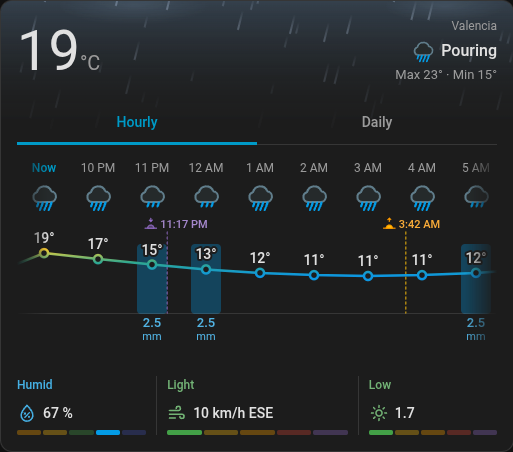 Valencia
19 °C
Pouring
Max 23° · Min 15°
Hourly Daily
Now 10 PM 11 PM 12 AM 1 AM 2 AM 3 AM 4 AM 5 AM
11:17 PM 3:42 AM
19° 17° 15° 13° 12° 11° 11° 11° 12°
2.5 2.5 2.5
mm mm mm
Humid Light Low
67 % 10 km/h ESE 1.7